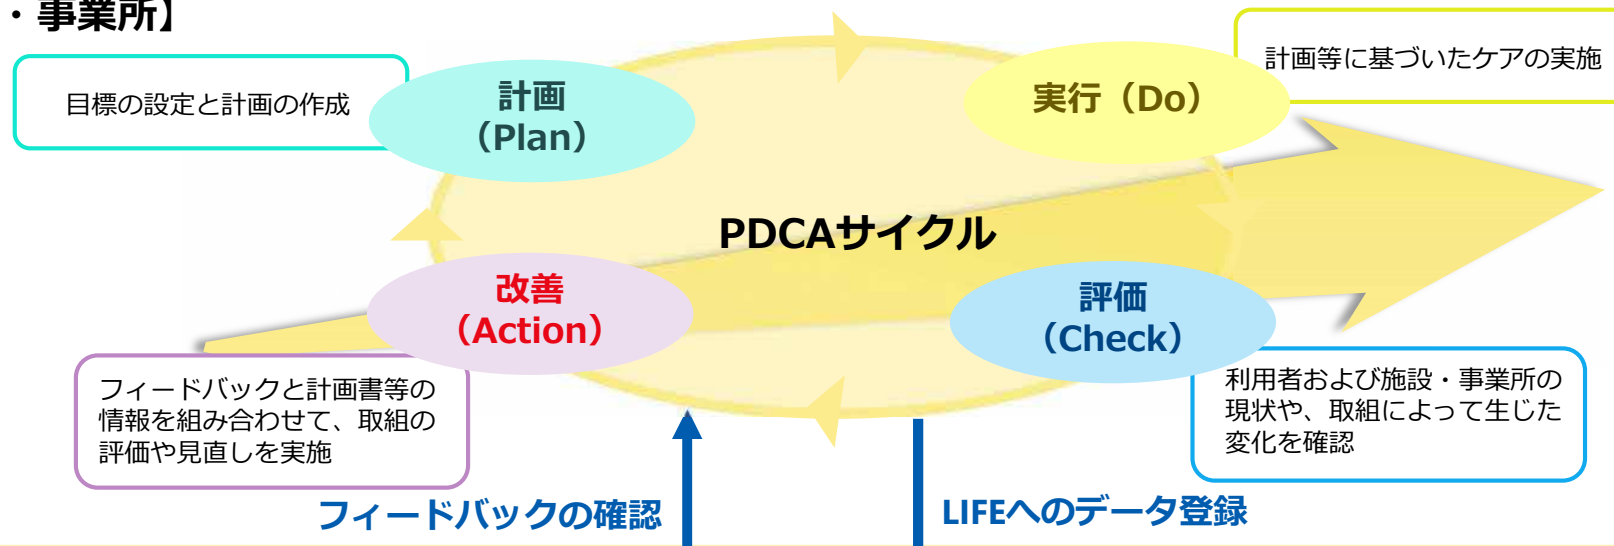 ・事業所】
目標の設定と計画の作成
計画
（Plan）
実行（Do）
計画等に基づいたケアの実施
PDCAサイクル
改善
（Action）
評価
（Check）
フィードバックと計画書等の
情報を組み合わせて、取組の
評価や見直しを実施
利用者および施設・事業所の
現状や、取組によって生じた
変化を確認
フィードバックの確認
LIFEへのデータ登録